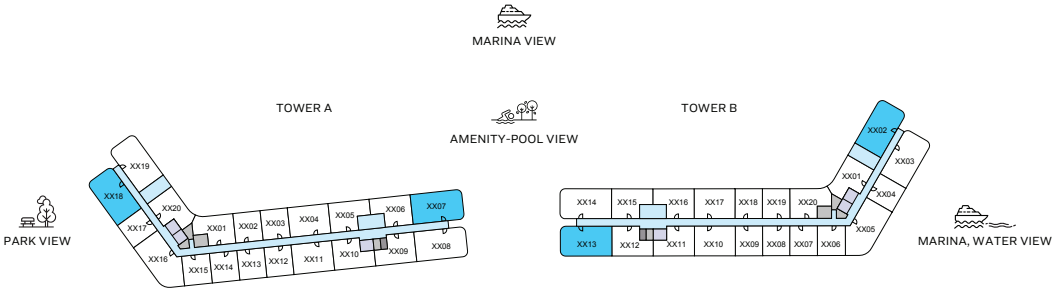 MARINA VIEW
TOWER A
TOWER B
AMENITY-POOL VIEW
PARK VIEW
MARINA, WATER VIEW
XX19
XX18
XX20
XX17
XX16
XX01
XX02
XX03
XX04
XX05
XX06
XX07
XX15
XX14
XX13
XX12
XX11
XX10
XX09
XX08
XX02
XX03
XX01
XX04
XX14
XX15
XX16
XX17
XX18
XX19
XX20
XX05
XX13
XX12
XX11
XX10
XX09
XX08
XX07
XX06